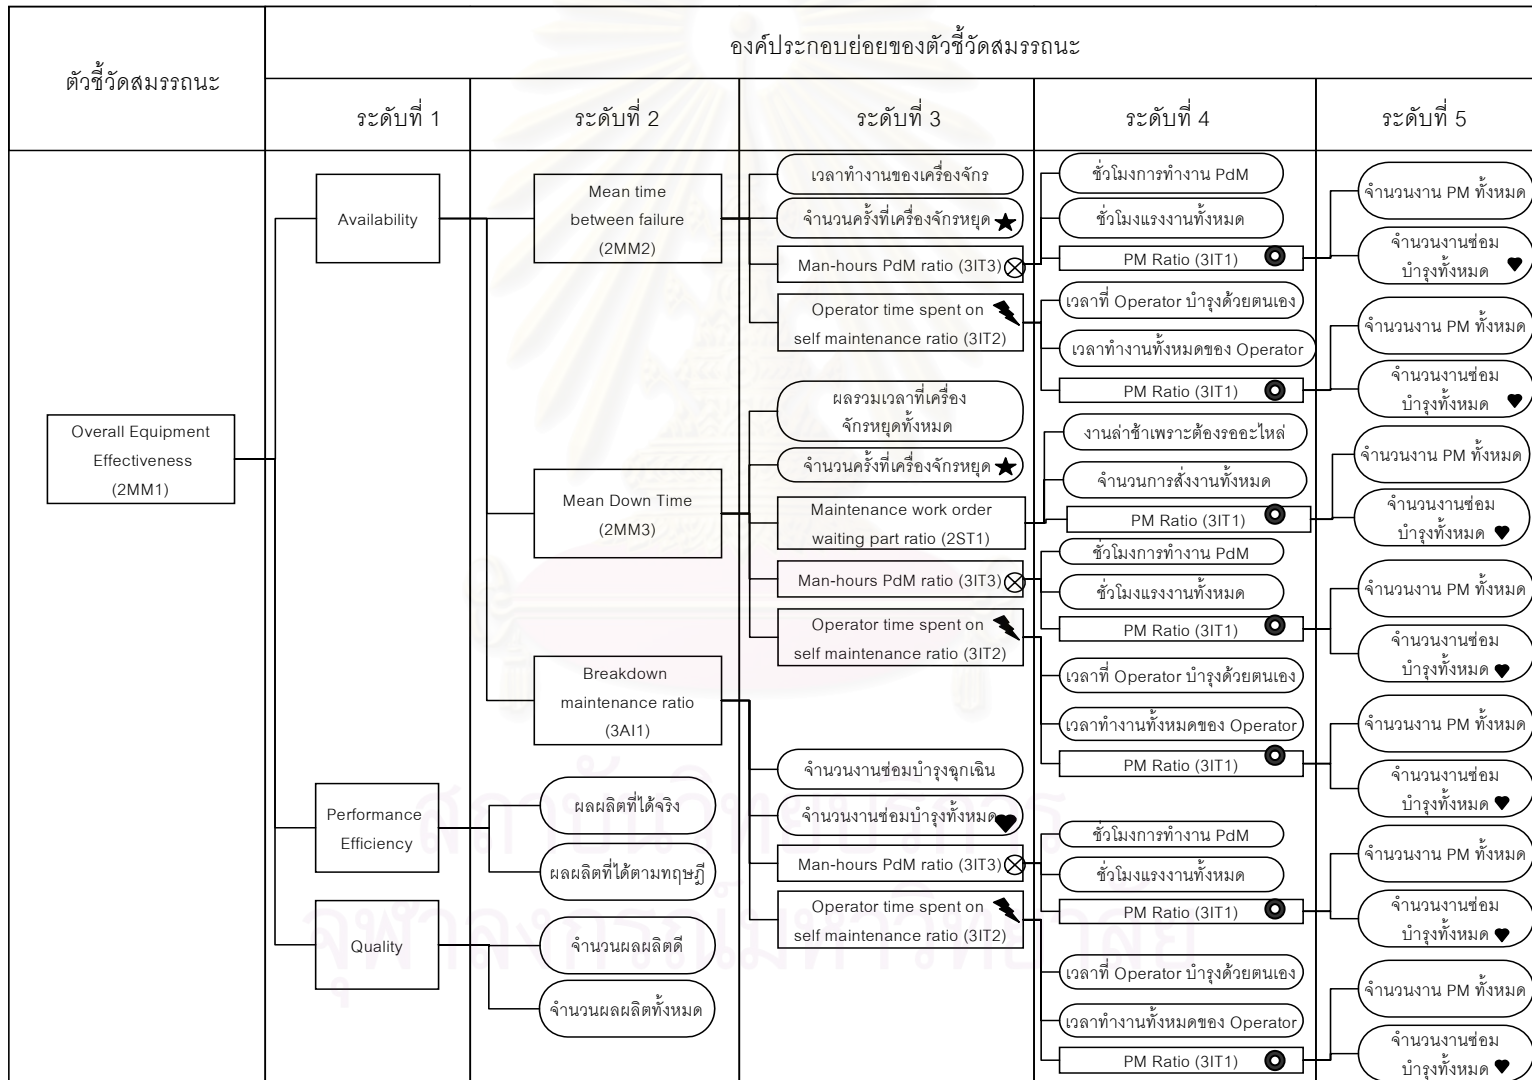 ตัวชี้วัดสมรรถนะ
องค์ประกอบย่อยของตัวชี้วัดสมรรถนะ
ระดับที่ 1
ระดับที่ 2
ระดับที่ 3
ระดับที่ 4
ระดับที่ 5
Overall Equipment
Effectiveness
(2MM1)
Availability
Performance
Efficiency
Quality
Mean time
between failure
(2MM2)
Mean Down Time
(2MM3)
Breakdown
maintenance ratio
(3AI1)
ผลผลิตที่ได้จริง
ผลผลิตที่ได้ตามทฤษฎี
จำนวนผลผลิตดี
จำนวนผลผลิตทั้งหมด
เวลาทำงานของเครื่องจักร
จำนวนครั้งที่เครื่องจักรหยุด
Man-hours PdM ratio (3IT3)
Operator time spent on
self maintenance ratio (3IT2)
ผลรวมเวลาที่เครื่อง
จักรหยุดทั้งหมด
จำนวนครั้งที่เครื่องจักรหยุด
Maintenance work order
waiting part ratio (2ST1)
Man-hours PdM ratio (3IT3)
Operator time spent on
self maintenance ratio (3IT2)
จำนวนงานซ่อมบำรุงฉุกเฉิน
จำนวนงานซ่อมบำรุงทั้งหมด
Man-hours PdM ratio (3IT3)
Operator time spent on
self maintenance ratio (3IT2)
ชั่วโมงการทำงาน PdM
ชั่วโมงแรงงานทั้งหมด
PM Ratio (3IT1)
เวลาที่ Operator บำรุงด้วยตนเอง
เวลาทำงานทั้งหมดของ Operator
PM Ratio (3IT1)
งานล่าช้าเพราะต้องรออะไหล่
จำนวนการสั่งงานทั้งหมด
PM Ratio (3IT1)
ชั่วโมงการทำงาน PdM
ชั่วโมงแรงงานทั้งหมด
PM Ratio (3IT1)
เวลาที่ Operator บำรุงด้วยตนเอง
เวลาทำงานทั้งหมดของ Operator
PM Ratio (3IT1)
ชั่วโมงการทำงาน PdM
ชั่วโมงแรงงานทั้งหมด
PM Ratio (3IT1)
เวลาที่ Operator บำรุงด้วยตนเอง
เวลาทำงานทั้งหมดของ Operator
PM Ratio (3IT1)
จำนวนงาน PM ทั้งหมด
จำนวนงานซ่อม
บำรุงทั้งหมด
จำนวนงาน PM ทั้งหมด
จำนวนงานซ่อม
บำรุงทั้งหมด
จำนวนงาน PM ทั้งหมด
จำนวนงานซ่อม
บำรุงทั้งหมด
จำนวนงาน PM ทั้งหมด
จำนวนงานซ่อม
บำรุงทั้งหมด
จำนวนงาน PM ทั้งหมด
จำนวนงานซ่อม
บำรุงทั้งหมด
จำนวนงาน PM ทั้งหมด
จำนวนงานซ่อม
บำรุงทั้งหมด
จำนวนงาน PM ทั้งหมด
จำนวนงานซ่อม
บำรุงทั้งหมด
สถาบันวิทยบริการ
จุฬาลงกรณ์มหาวิทยาลัย